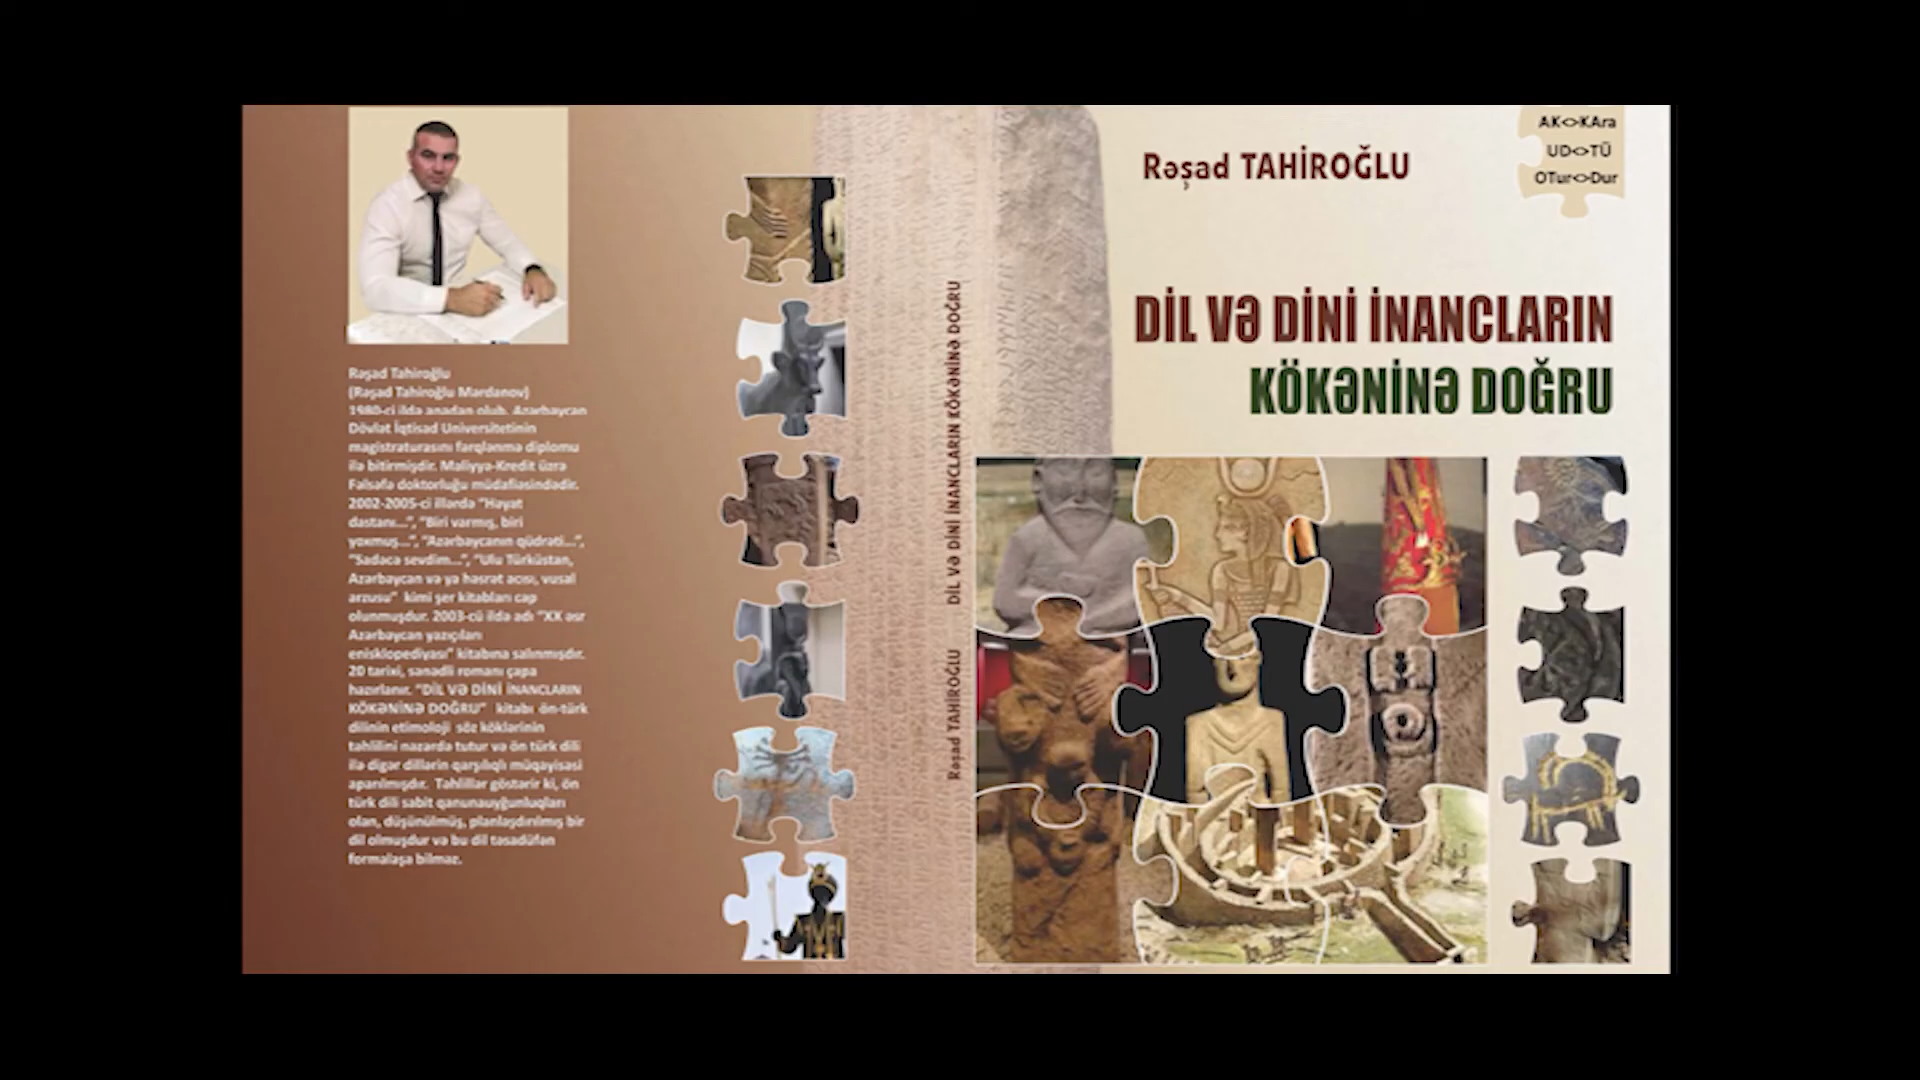 Rəşad Tahiroğlu
(Rəşad Tahiroğlu Mərdanov)
1980-ci ildə anadan olub. Azərbaycan
Dövlət İqtisad Universitetinin
magistraturasını fərqlənmə diplomu
ilə bitirmişdir. Maliyyə-Kredit üzrə
Fəlsəfə doktorluğu müdafiəsindədir.
2002-2005-ci illərdə "Həyat
dastanı...", "Biri varmış, biri
yoxmuş...", "Azərbaycanın qüdrəti...",
"Sadəcə sevdim...", "Ulu Türküstan,
Azərbaycan və ya həsrət acısı, vüsal
arzusu" kimi şer kitabları çap
olunmuşdur. 2003-cü ildə adı "XX əsr
Azərbaycan yazıçıları
enisklopediyası" kitabına salınmışdır.
20 tarixi, sənədli romanı çapa
hazırlanır. "DİL VƏ DİNİ İNANCLARIN
KÖKƏNİNƏ DOĞRU" kitabı ön-türk
dilinin etimoloji söz köklərinin
təhlilini nəzərdə tutur və ön türk dili
ilə digər dillərin qarşılıqlı müqayisəsi
aparılmışdır. Təhlillər göstərir ki, ön
türk dili sabit qanunauyğunluqları
olan, düşünülmüş, planlaşdırılmış bir
dil olmuşdur və bu dil təsadüfən
formalaşa bilməz.
Rəşad TAHİROĞLU DİL VƏ DİNİ İNANCLARIN KÖKƏNİNƏ DOĞRU
Rəşad TAHİROĞLU
AK<>KAra
UD<>TÜ
OTur<>Dur
DİL VƏ DİNİ İNANCLARIN
KÖKƏNİNƏ DOĞRU